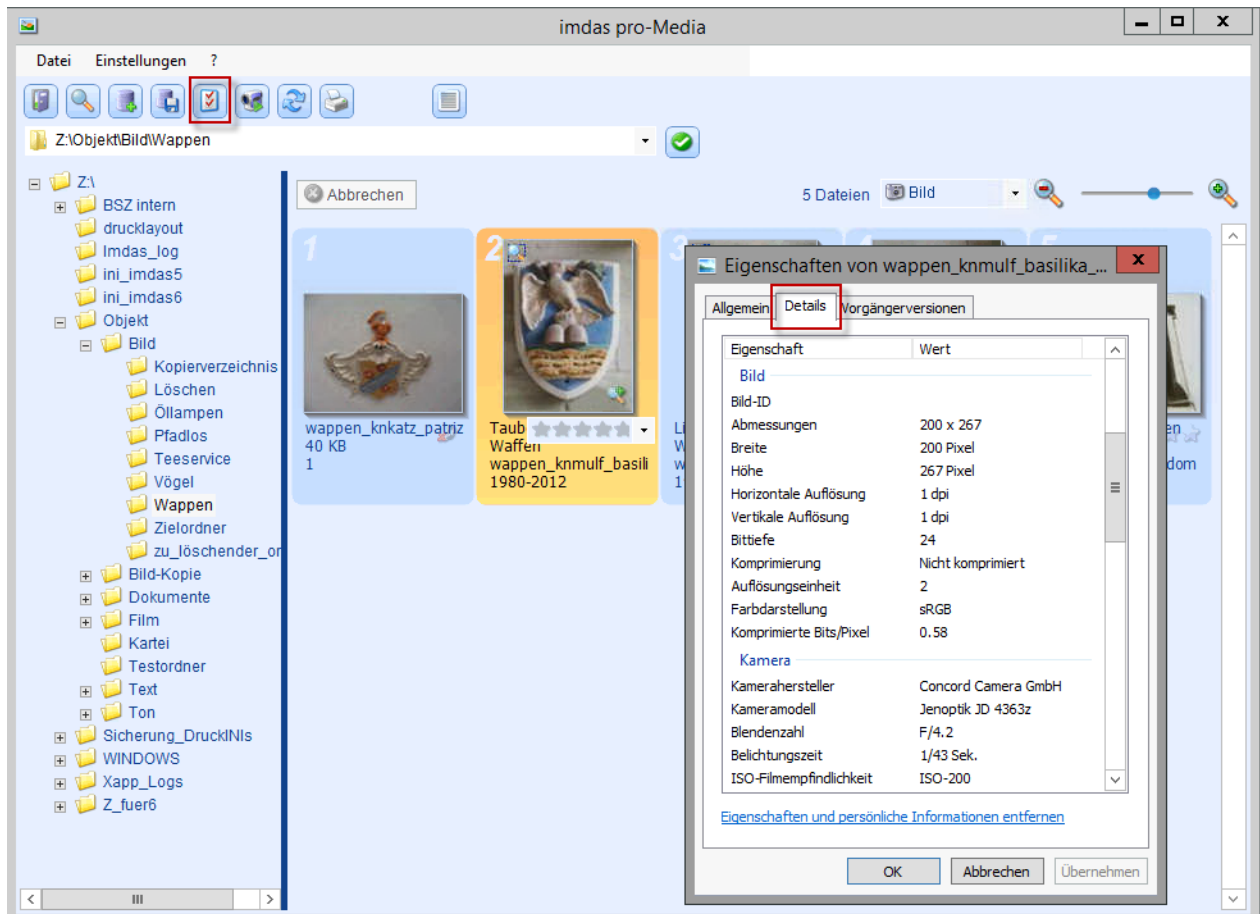 imdas pro-Media
Datei Einstellungen ?
Z:\Objekt\Bild\Wappen
Z:\
BSZ intern
drucklayout
Imdas_log
ini_imdas5
ini_imdas6
Objekt
Bild
Kopierverzeichnis
Löschen
Öllampen
Pfadlos
Teeservice
Vögel
Wappen
Zielordner
zu_löschender_or
Bild-Kopie
Dokumente
Film
Kartei
Testordner
Text
Ton
Sicherung_DruckINIs
WINDOWS
Xapp_Logs
Z_fuer6
Abbrechen
5 Dateien Bild
1
wappen_knkatz_patriz
40 KB
1
2
Taub
Waffen
wappen_knmulf_basili
1980-2012
3
dom
Eigenschaften von wappen_knmulf_basilika_...
Allgemein Details Vorgängerversionen
Eigenschaft Wert
Bild
Bild-ID
Abmessungen 200 x 267
Breite 200 Pixel
Höhe 267 Pixel
Horizontale Auflösung 1 dpi
Vertikale Auflösung 1 dpi
Bittiefe 24
Komprimierung Nicht komprimiert
Auflösungseinheit 2
Farbdarstellung sRGB
Komprimierte Bits/Pixel 0.58
Kamera
Kamerahersteller Concord Camera GmbH
Kameramodell Jenoptik JD 4363z
Blendenzahl F/4.2
Belichtungszeit 1/43 Sek.
ISO-Filmempfindlichkeit ISO-200
Eigenschaften und persönliche Informationen entfernen
OK Abbrechen Übernehmen